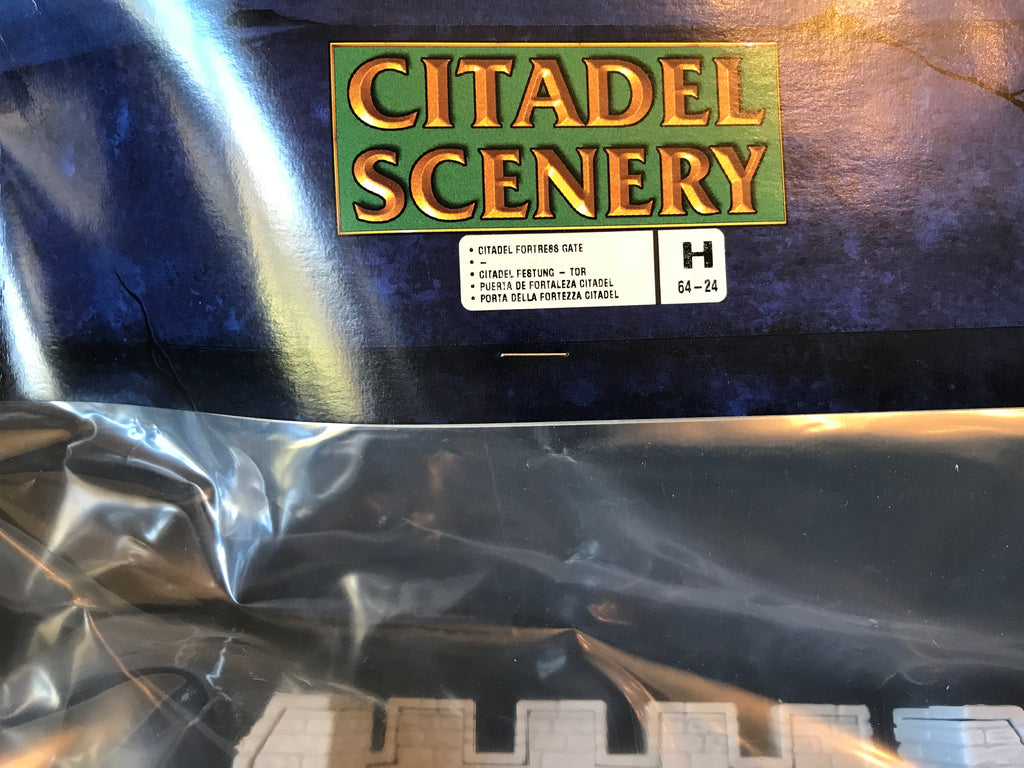 CITADEL
SCENERY
• CITADEL FORTRESS GATE
• –
• CITADEL FESTUNG – TOR
• PUERTA DE FORTALEZA CITADEL
• PORTA DELLA FORTEZZA CITADEL
H
64–24